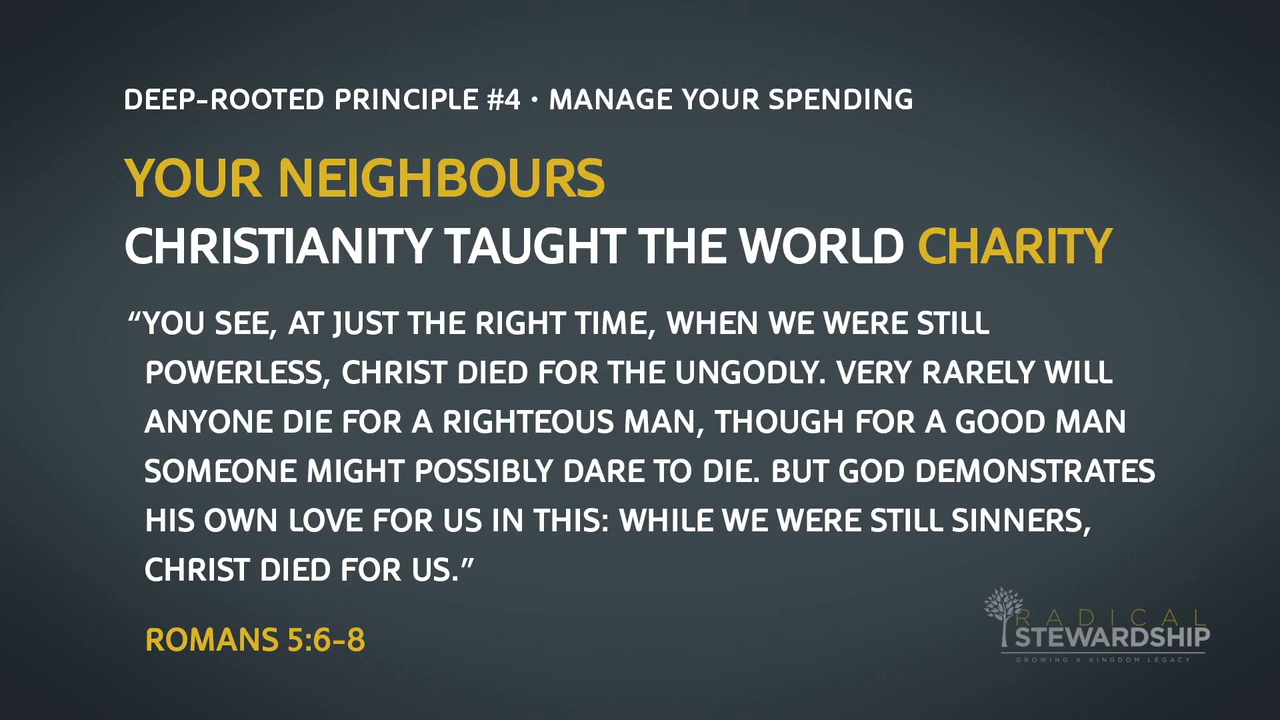 DEEP-ROOTED PRINCIPLE #4 • MANAGE YOUR SPENDING
YOUR NEIGHBOURS
CHRISTIANITY TAUGHT THE WORLD CHARITY
“YOU SEE, AT JUST THE RIGHT TIME, WHEN WE WERE STILL
POWERLESS, CHRIST DIED FOR THE UNGODLY. VERY RARELY WILL
ANYONE DIE FOR A RIGHTEOUS MAN, THOUGH FOR A GOOD MAN
SOMEONE MIGHT POSSIBLY DARE TO DIE. BUT GOD DEMONSTRATES
HIS OWN LOVE FOR US IN THIS: WHILE WE WERE STILL SINNERS,
CHRIST DIED FOR US.”
ROMANS 5:6-8
RADICAL
STEWARDSHIP
GROWING A KINGDOM LEGACY